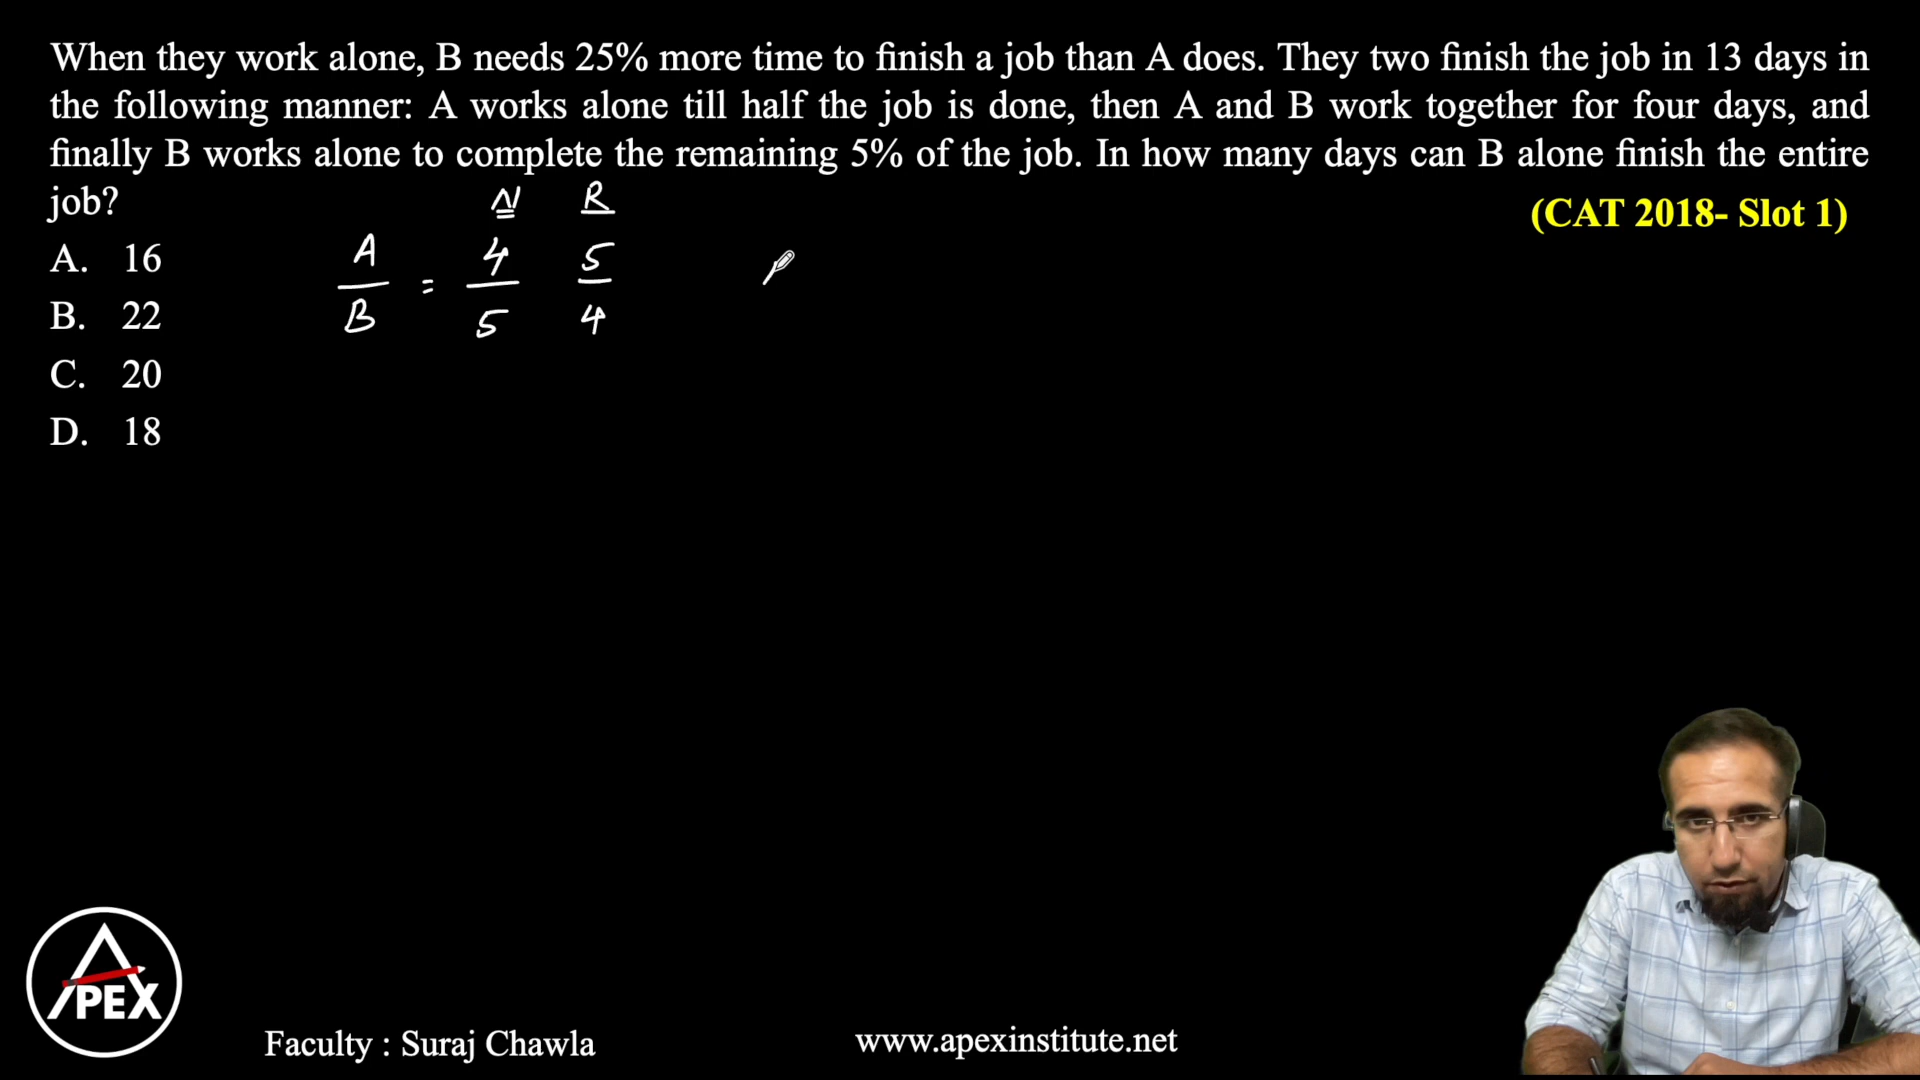 When they work alone, B needs 25% more time to finish a job than A does. They two finish the job in 13 days in
the following manner: A works alone till half the job is done, then A and B work together for four days, and
finally B works alone to complete the remaining 5% of the job. In how many days can B alone finish the entire
job?
(CAT 2018- Slot 1)
R
A. 16
B. 22
C. 20
D. 18
A 4 5
=
B 5 4
APEX
Faculty : Suraj Chawla
www.apexinstitute.net